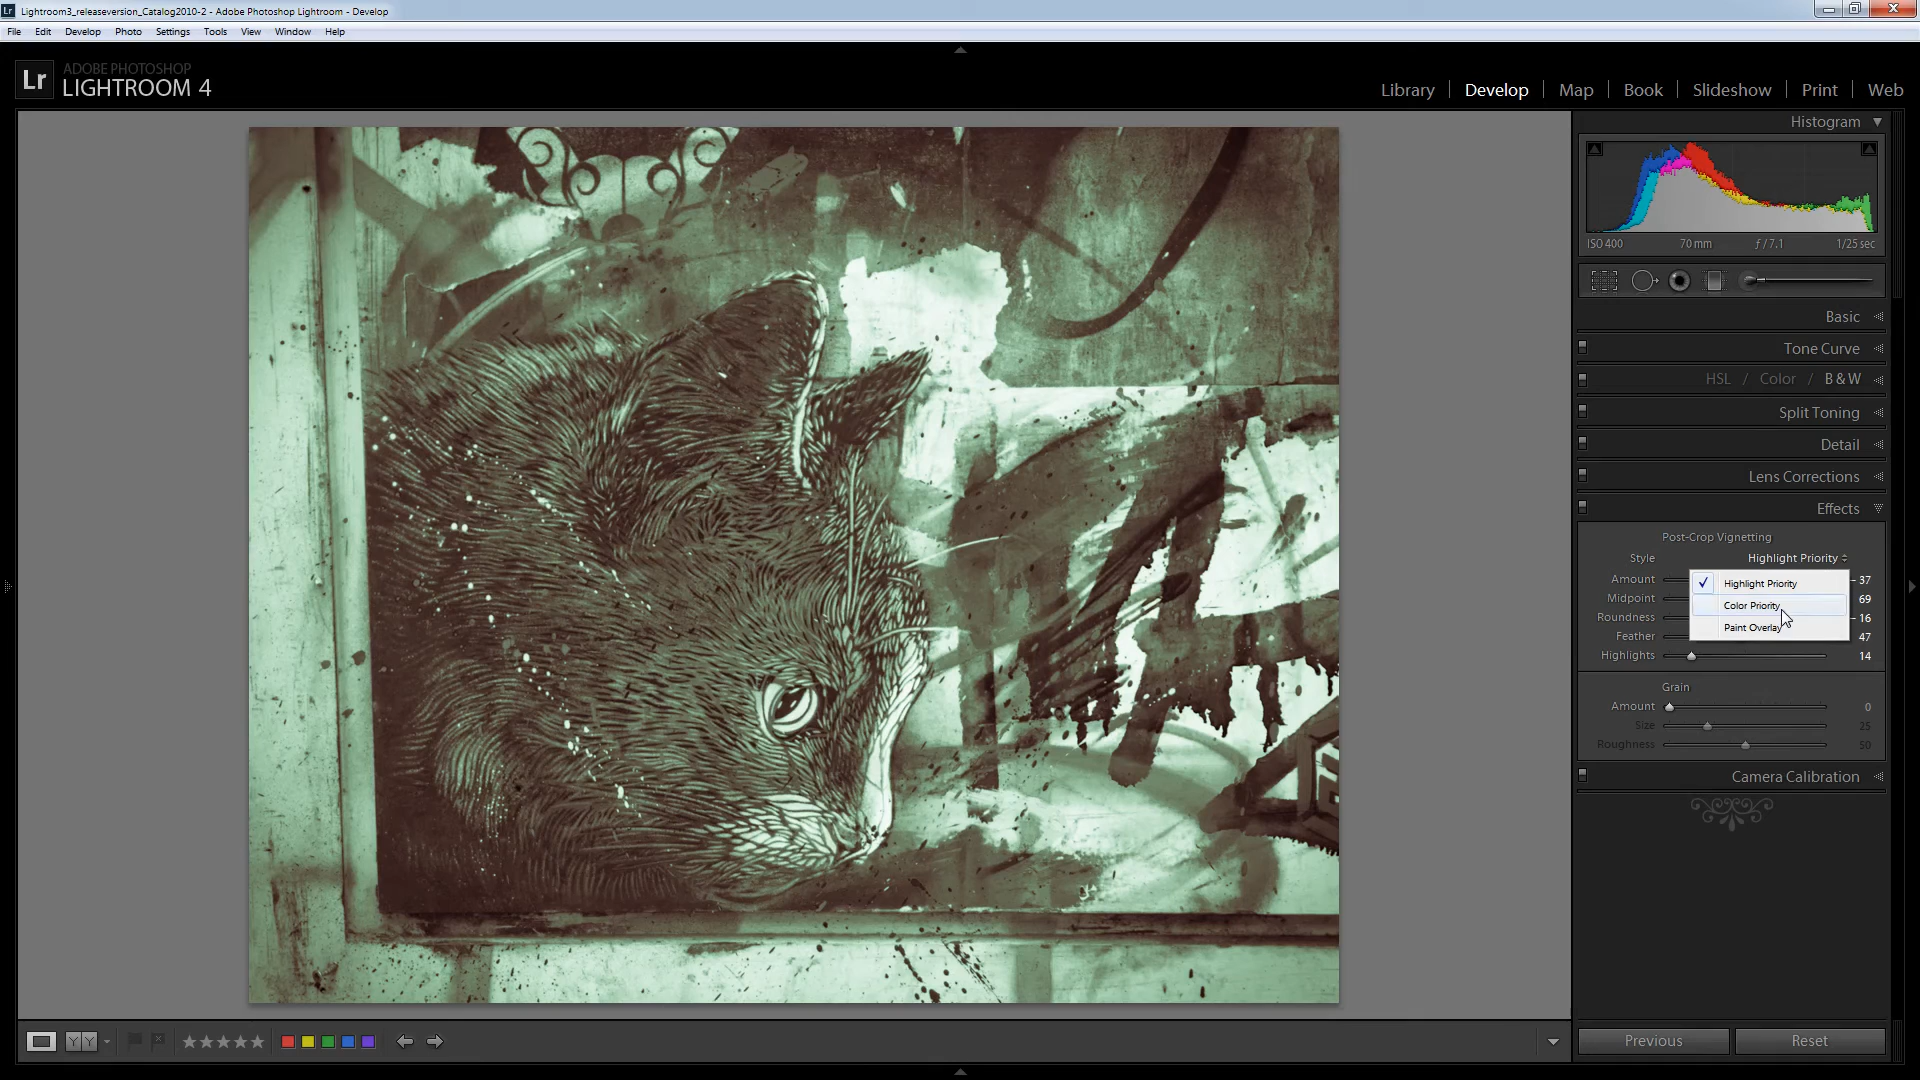 Lightroom3_releaseversion_Catalog2010-2 - Adobe Photoshop Lightroom - Develop
File Edit Develop Photo Settings Tools View Window Help
Lr ADOBE PHOTOSHOP
LIGHTROOM 4
Library Develop Map Book Slideshow Print Web
Histogram
ISO 400 70 mm ƒ / 7.1 1/25 sec
Basic
Tone Curve
HSL / Color / B & W
Split Toning
Detail
Lens Corrections
Effects
Post-Crop Vignetting
Style Highlight Priority
Amount - 37
Highlight Priority
Midpoint 69
Color Priority
Roundness - 16
Paint Overlay
Feather 47
Highlights 14
Grain
Amount 0
Size 25
Roughness 50
Camera Calibration
Y Y
Previous Reset